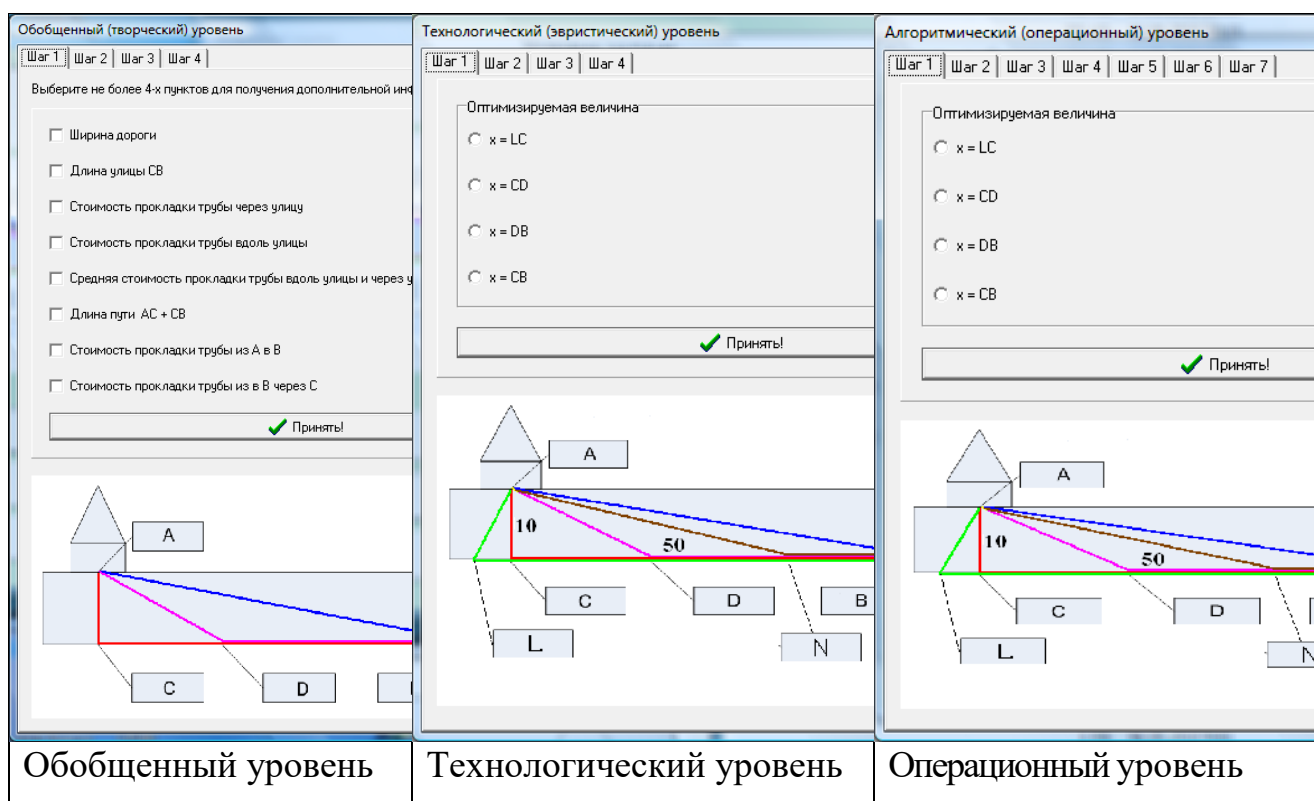 Обобщенный (творческий) уровень
Шаг 1 Шаг 2 Шаг 3 Шаг 4
Выберите не более 4-х пунктов для получения дополнительной
Ширина дороги
Длина улицы СВ
Стоимость прокладки трубы через улицу
Стоимость прокладки трубы вдоль улицы
Средняя стоимость прокладки трубы вдоль улицы и через
Длина пути АС + СВ
Стоимость прокладки трубы из А в В
Стоимость прокладки трубы из в В через С
Принять!
A
C D
Обобщенный уровень
Технологический (эвристический) уровень
Шаг 1 Шаг 2 Шаг 3 Шаг 4
Оптимизируемая величина
x = LC
x = CD
x = DB
x = CB
Принять!
A
10
50
C D B
L N
Технологический уровень
Алгоритмический (операционный) уровень
Шаг 1 Шаг 2 Шаг 3 Шаг 4 Шаг 5 Шаг 6 Шаг 7
Оптимизируемая величина
x = LC
x = CD
x = DB
x = CB
Принять!
A
10
50
C D
L N
Операционный уровень